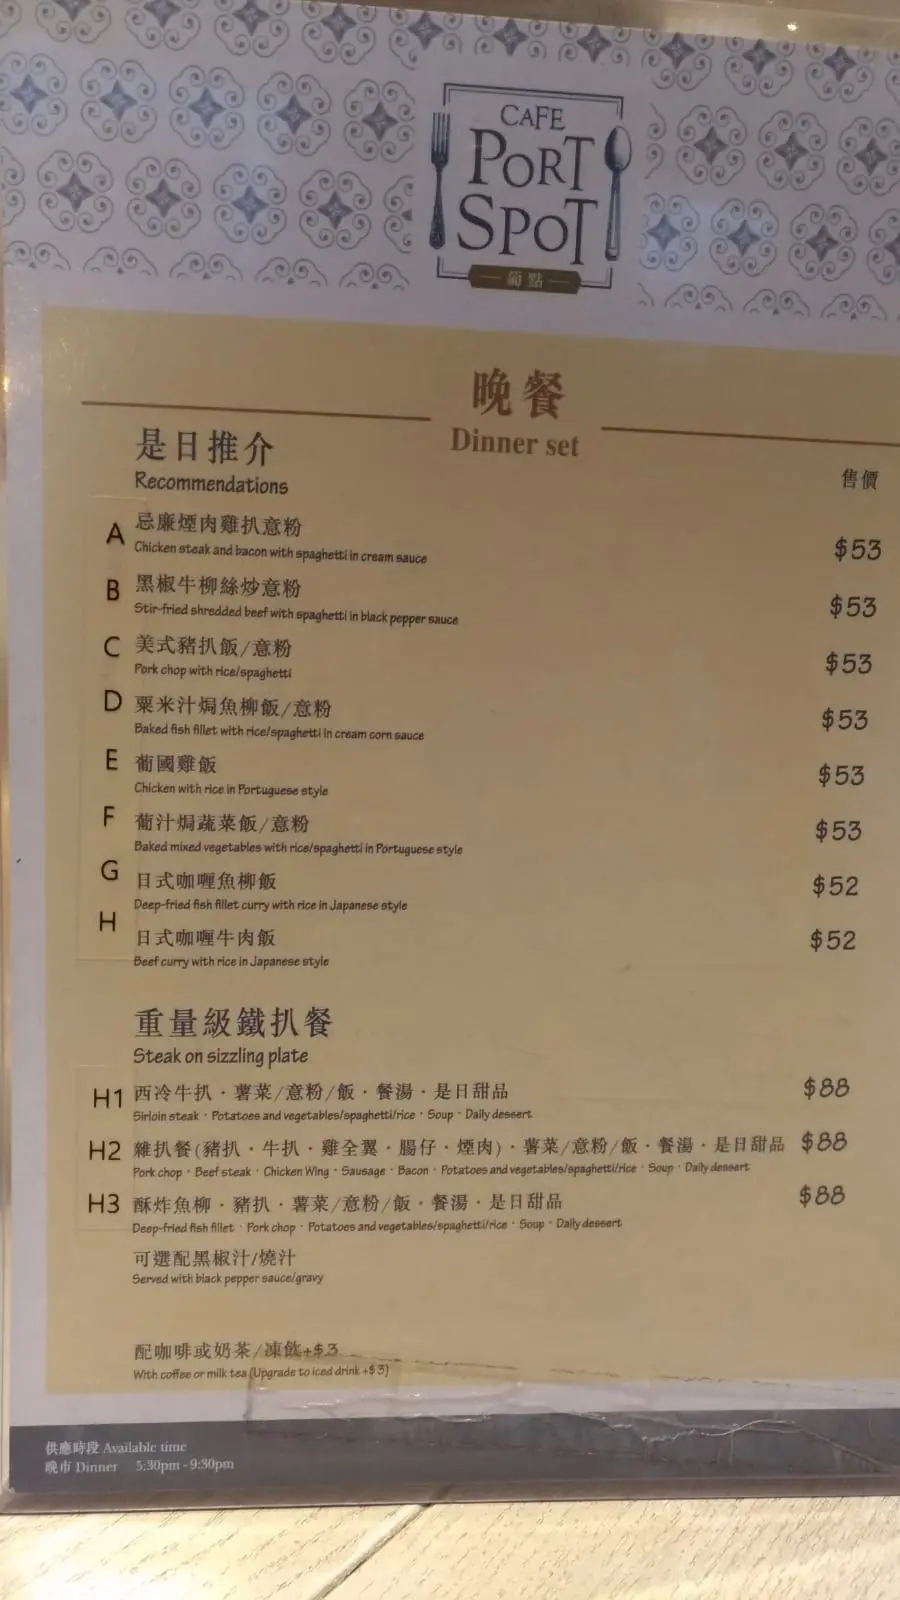 CAFE
PORT
SPOT
葡點
晚餐
Dinner set
是日推介
Recommendations
售價
A 忌廉煙肉雞扒意粉 $53
Chicken steak and bacon with spaghetti in cream sauce
B 黑椒牛柳絲炒意粉 $53
Stir-fried shredded beef with spaghetti in black pepper sauce
C 美式豬扒飯/意粉 $53
Pork chop with rice/spaghetti
D 粟米汁焗魚柳飯/意粉 $53
Baked fish fillet with rice/spaghetti in cream corn sauce
E 葡國雞飯 $53
Chicken with rice in Portuguese style
F 葡汁焗蔬菜飯/意粉 $53
Baked mixed vegetables with rice/spaghetti in Portuguese style
G 日式咖喱魚柳飯 $52
Deep-fried fish fillet curry with rice in Japanese style
H 日式咖喱牛肉飯 $52
Beef curry with rice in Japanese style
重量級鐵扒餐
Steak on sizzling plate
H1 西冷牛扒・薯菜/意粉/飯・餐湯・是日甜品 $88
Sirloin steak・Potatoes and vegetables/spaghetti/rice・Soup・Daily dessert
H2 雜扒餐(豬扒・牛扒・雞全翼・腸仔・煙肉)・薯菜/意粉/飯・餐湯・是日甜品 $88
Pork chop・Beef steak・Chicken Wing・Sausage・Bacon・Potatoes and vegetables/spaghetti/rice・Soup・Daily dessert
H3 酥炸魚柳・豬扒・薯菜/意粉/飯・餐湯・是日甜品 $88
Deep-fried fish fillet・Pork chop・Potatoes and vegetables/spaghetti/rice・Soup・Daily dessert
可選配黑椒汁/燒汁
Served with black pepper sauce/gravy
配咖啡或奶茶/凍飲+$3
With coffee or milk tea (Upgrade to iced drink +$3)
供應時段 Available time
晚市 Dinner 5:30pm - 9:30pm